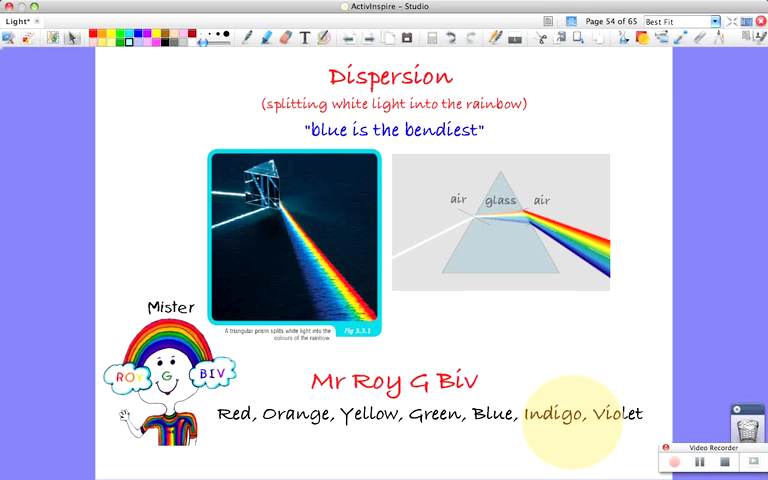 ActivInspire - Studio
Light*
Page 54 of 65
Best Fit
Dispersion
(splitting white light into the rainbow)
"blue is the bendiest"
air glass air
A triangular prism splits white light into the
colours of the rainbow
Fig 3.3.1
Mister
ROY G BIV
Mr Roy G Biv
Red, Orange, Yellow, Green, Blue, Indigo, Violet
Video Recorder